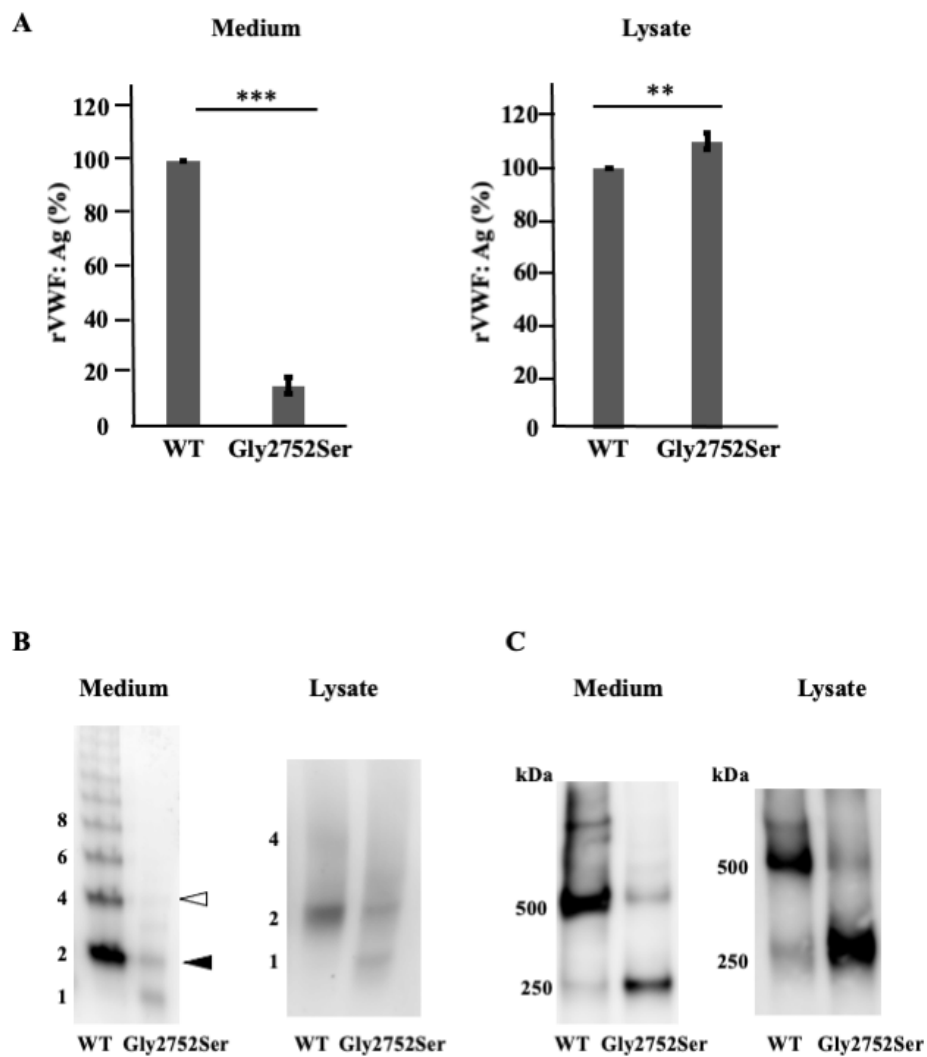 A
Medium
Lysate
***
**
rVWF: Ag (%)
120
100
80
60
40
20
0
WT Gly2752Ser
rVWF: Ag (%)
120
100
80
60
40
20
0
WT Gly2752Ser
B
C
Medium
Lysate
Medium
Lysate
8
6
4
2
1
WT Gly2752Ser
4
2
1
WT Gly2752Ser
kDa
500
250
WT Gly2752Ser
kDa
500
250
WT Gly2752Ser